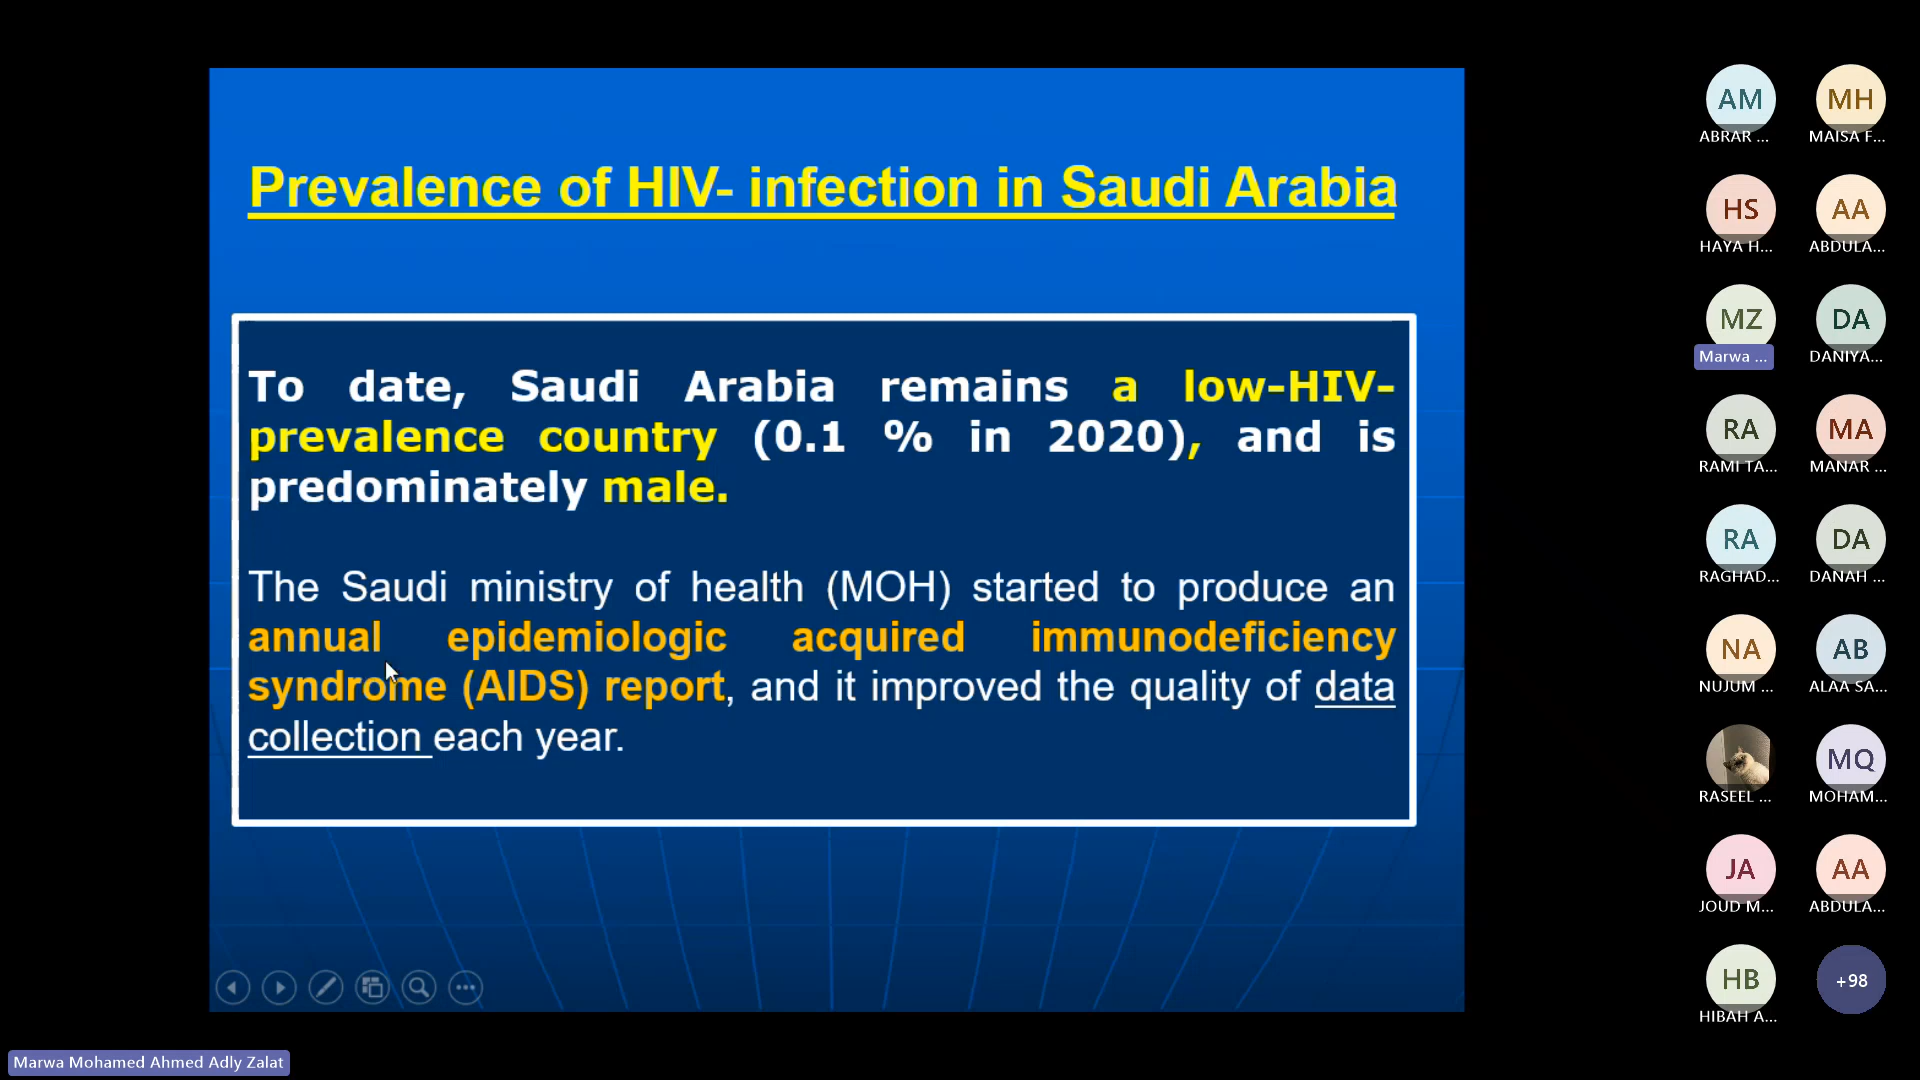 Prevalence of HIV- infection in Saudi Arabia
To date, Saudi Arabia remains a low-HIV-
prevalence country (0.1 % in 2020), and is
predominately male.
The Saudi ministry of health (MOH) started to produce an
annual epidemiologic acquired immunodeficiency
syndrome (AIDS) report, and it improved the quality of data
collection each year.
AM
ABRAR ...
MH
MAISA F...
HS
HAYA H...
AA
ABDULA...
MZ
Marwa ...
DA
DANIYA...
RA
RAMI TA...
MA
MANAR ...
RA
RAGHAD...
DA
DANAH ...
NA
NUJUM ...
AB
ALAA SA...
RASEEL ...
MQ
MOHAM...
JA
JOUD M...
AA
ABDULA...
HB
HIBAH A...
+98
Marwa Mohamed Ahmed Adly Zalat